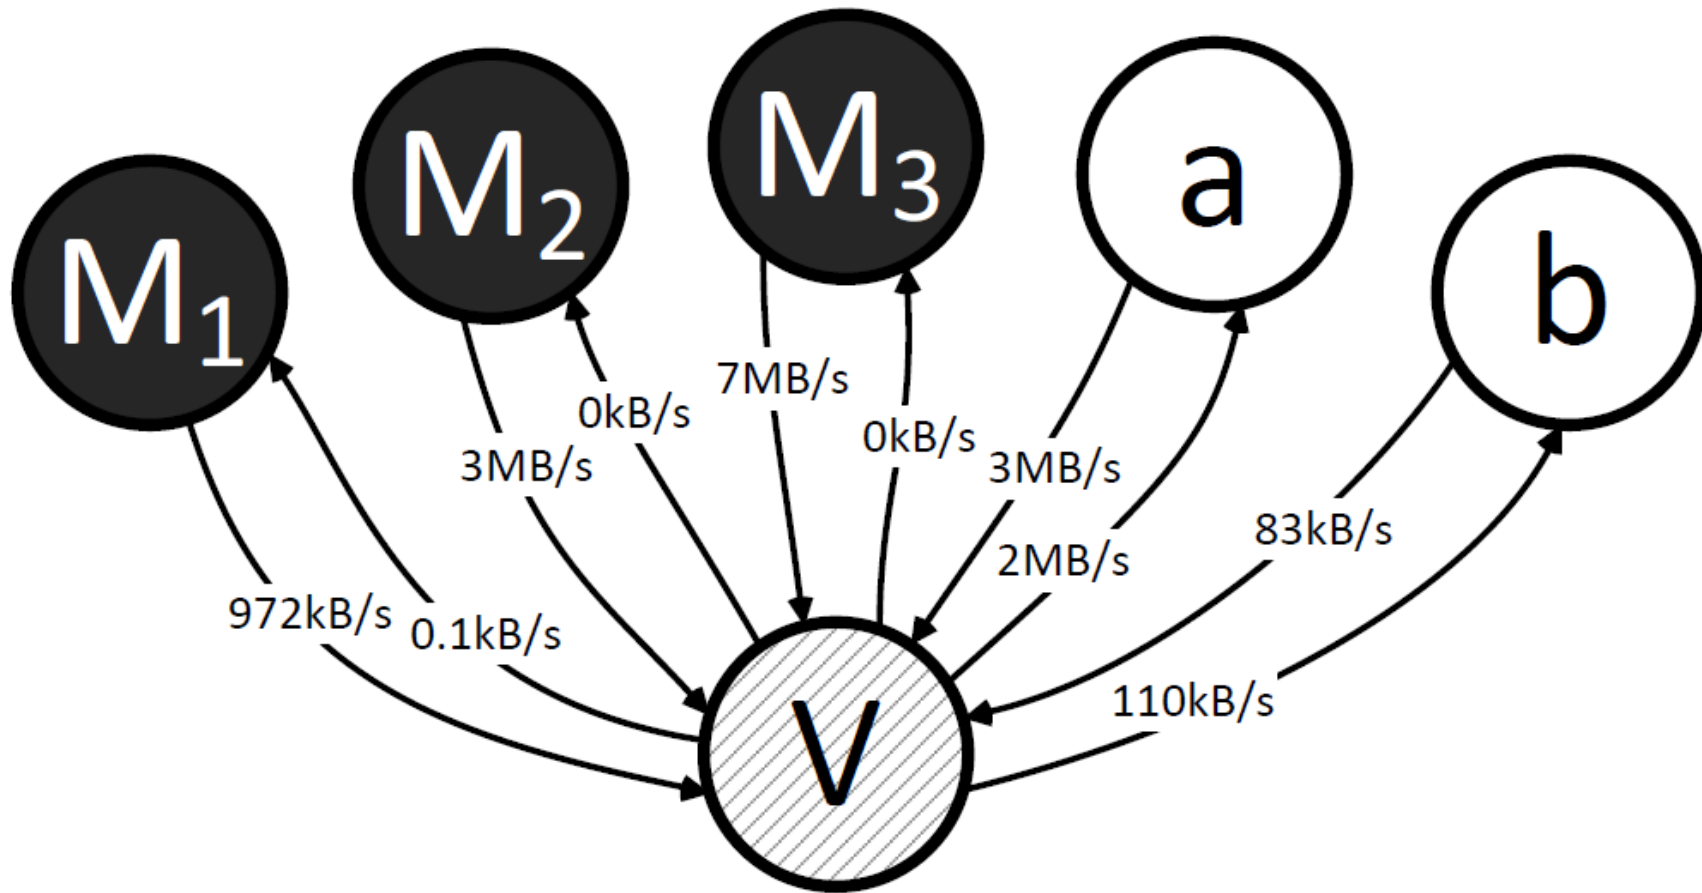 M₁
M₂
M₃
a
b
7MB/s
0kB/s
0kB/s
3MB/s
3MB/s
83kB/s
2MB/s
972kB/s
0.1kB/s
110kB/s
V